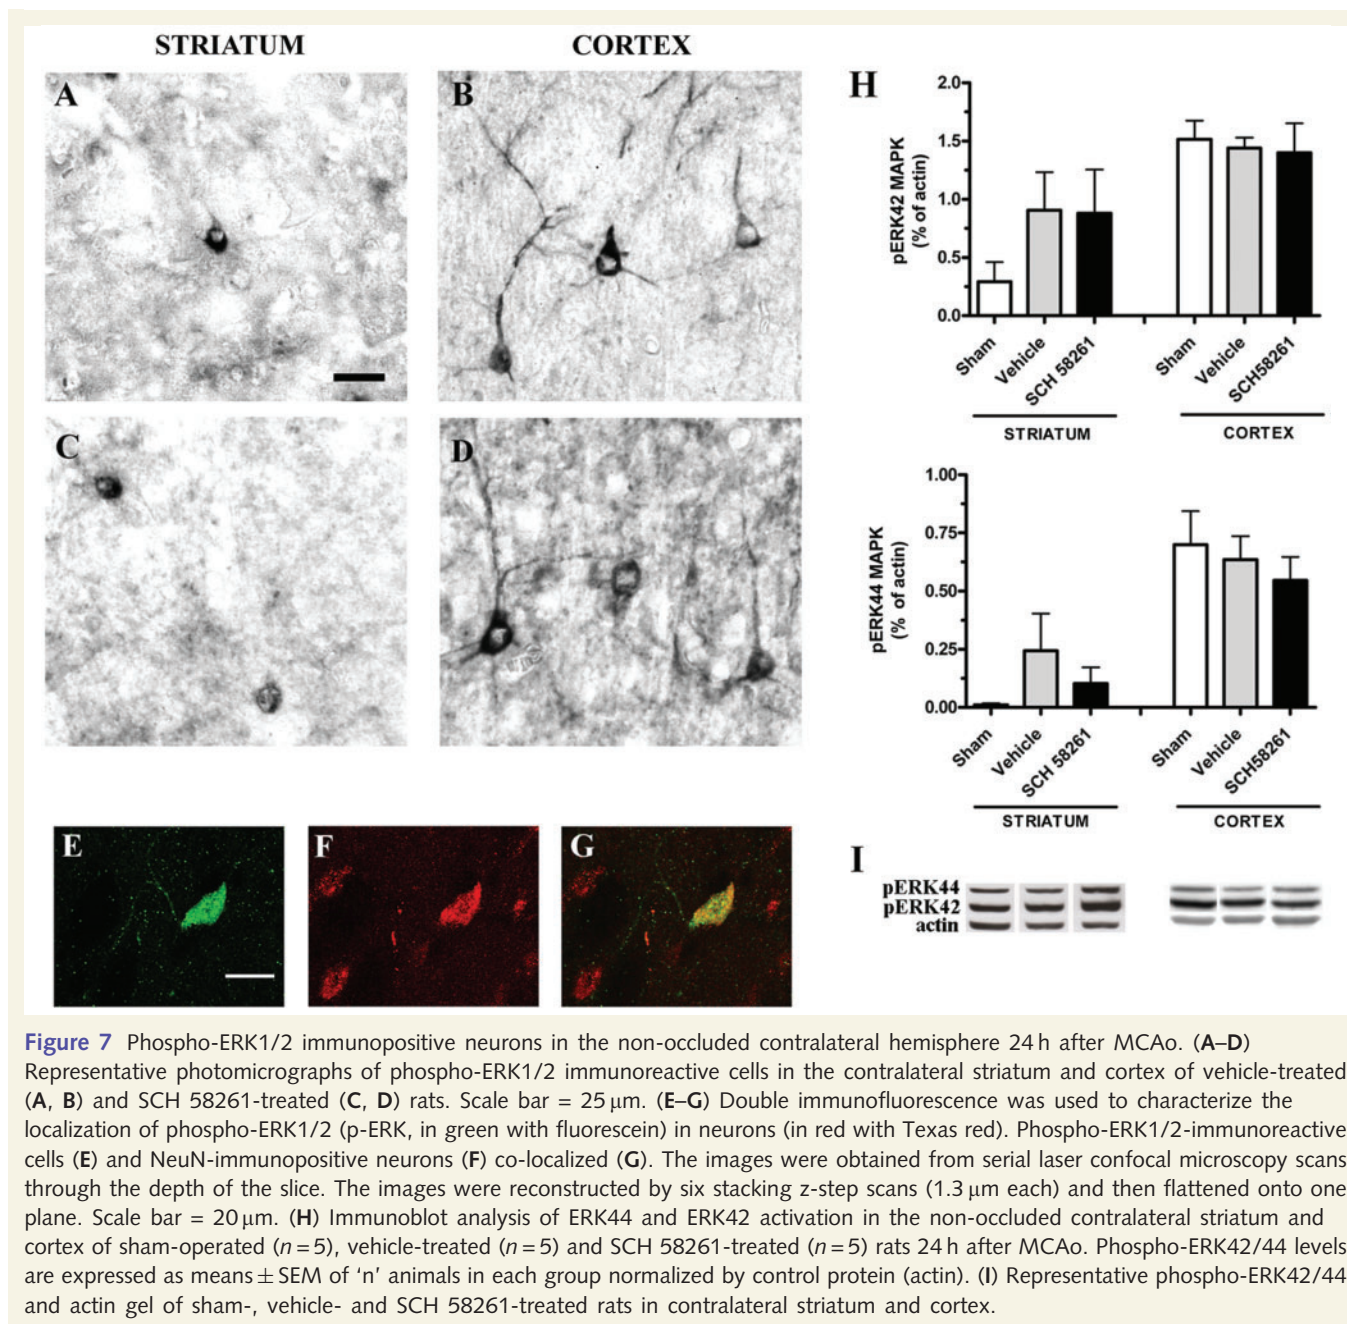 STRIATUM
CORTEX
A
B
C
D
E
F
G
H
pERK42 MAPK
(% of actin)
2.0
1.5
1.0
0.5
0.0
Sham
Vehicle
SCH 58261
Sham
Vehicle
SCH58261
STRIATUM
CORTEX
pERK44 MAPK
(% of actin)
1.00
0.75
0.50
0.25
0.00
Sham
Vehicle
SCH 58261
Sham
Vehicle
SCH58261
STRIATUM
CORTEX
I
pERK44
pERK42
actin
Figure 7 Phospho-ERK1/2 immunopositive neurons in the non-occluded contralateral hemisphere 24 h after MCAo. (A–D)
Representative photomicrographs of phospho-ERK1/2 immunoreactive cells in the contralateral striatum and cortex of vehicle-treated
(A, B) and SCH 58261-treated (C, D) rats. Scale bar = 25 μm. (E–G) Double immunofluorescence was used to characterize the
localization of phospho-ERK1/2 (p-ERK, in green with fluorescein) in neurons (in red with Texas red). Phospho-ERK1/2-immunoreactive
cells (E) and NeuN-immunopositive neurons (F) co-localized (G). The images were obtained from serial laser confocal microscopy scans
through the depth of the slice. The images were reconstructed by six stacking z-step scans (1.3 μm each) and then flattened onto one
plane. Scale bar = 20 μm. (H) Immunoblot analysis of ERK44 and ERK42 activation in the non-occluded contralateral striatum and
cortex of sham-operated (n = 5), vehicle-treated (n = 5) and SCH 58261-treated (n = 5) rats 24 h after MCAo. Phospho-ERK42/44 levels
are expressed as means ± SEM of 'n' animals in each group normalized by control protein (actin). (I) Representative phospho-ERK42/44
and actin gel of sham-, vehicle- and SCH 58261-treated rats in contralateral striatum and cortex.